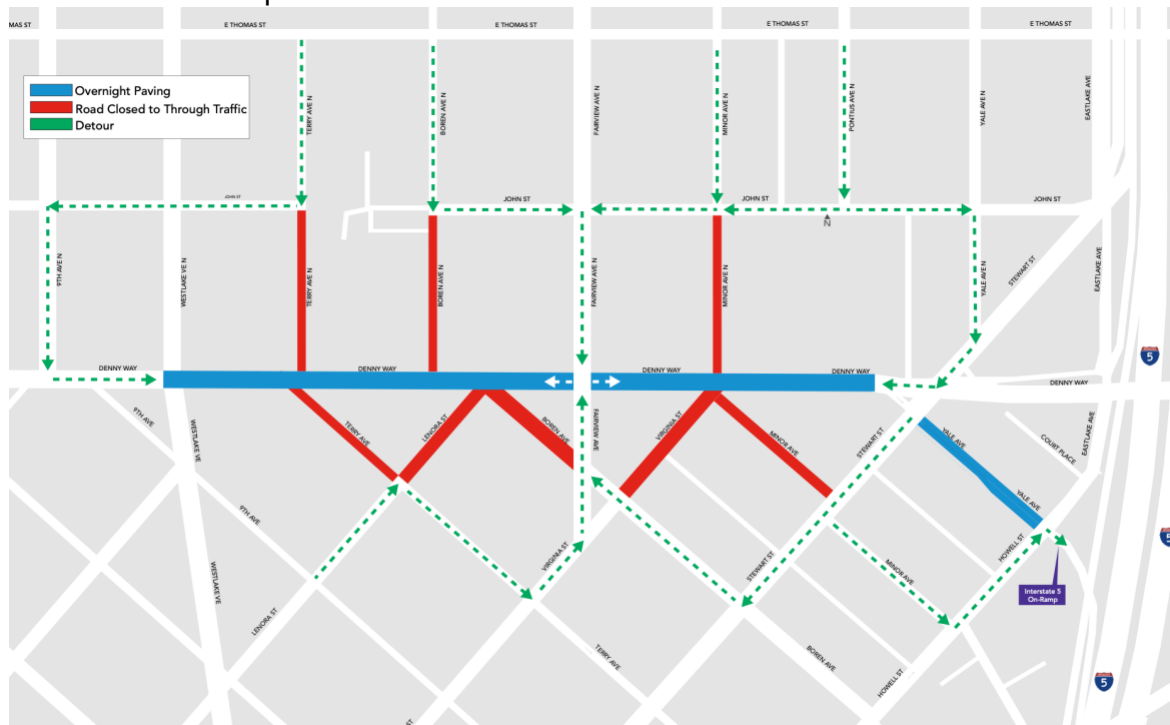 MAS ST
E THOMAS ST
E THOMAS ST
E THOMAS ST
Overnight Paving
Road Closed to Through Traffic
Detour
TERRY AVE N
BOREN AVE N
FAIRVIEW AVE N
MINOR AVE N
PONTIUS AVE N
YALE AVE N
EASTLAKE AVE
JOHN ST
JOHN ST
JOHN ST
JOHN ST
N
9TH AVE N
WESTLAKE VE N
TERRY AVE N
BOREN AVE N
FAIRVIEW AVE N
MINOR AVE N
YALE AVE N
STEWART ST
EASTLAKE AVE
5
DENNY WAY
DENNY WAY
DENNY WAY
DENNY WAY
DENNY WAY
9TH AVE
WESTLAKE VE
TERRY AVE
LENORA ST
BOREN AVE
FAIRVIEW AVE
VIRGINIA ST
MINOR AVE
STEWART ST
YALE AVE
COURT PLACE
EASTLAKE AVE
YALE AVE
9TH AVE
HOWELL ST
5
WESTLAKE VE
VIRGINIA ST
STEWART ST
MINOR AVE
Interstate 5
On-Ramp
LENORA ST
TERRY AVE
BOREN AVE
HOWELL ST
5
ST